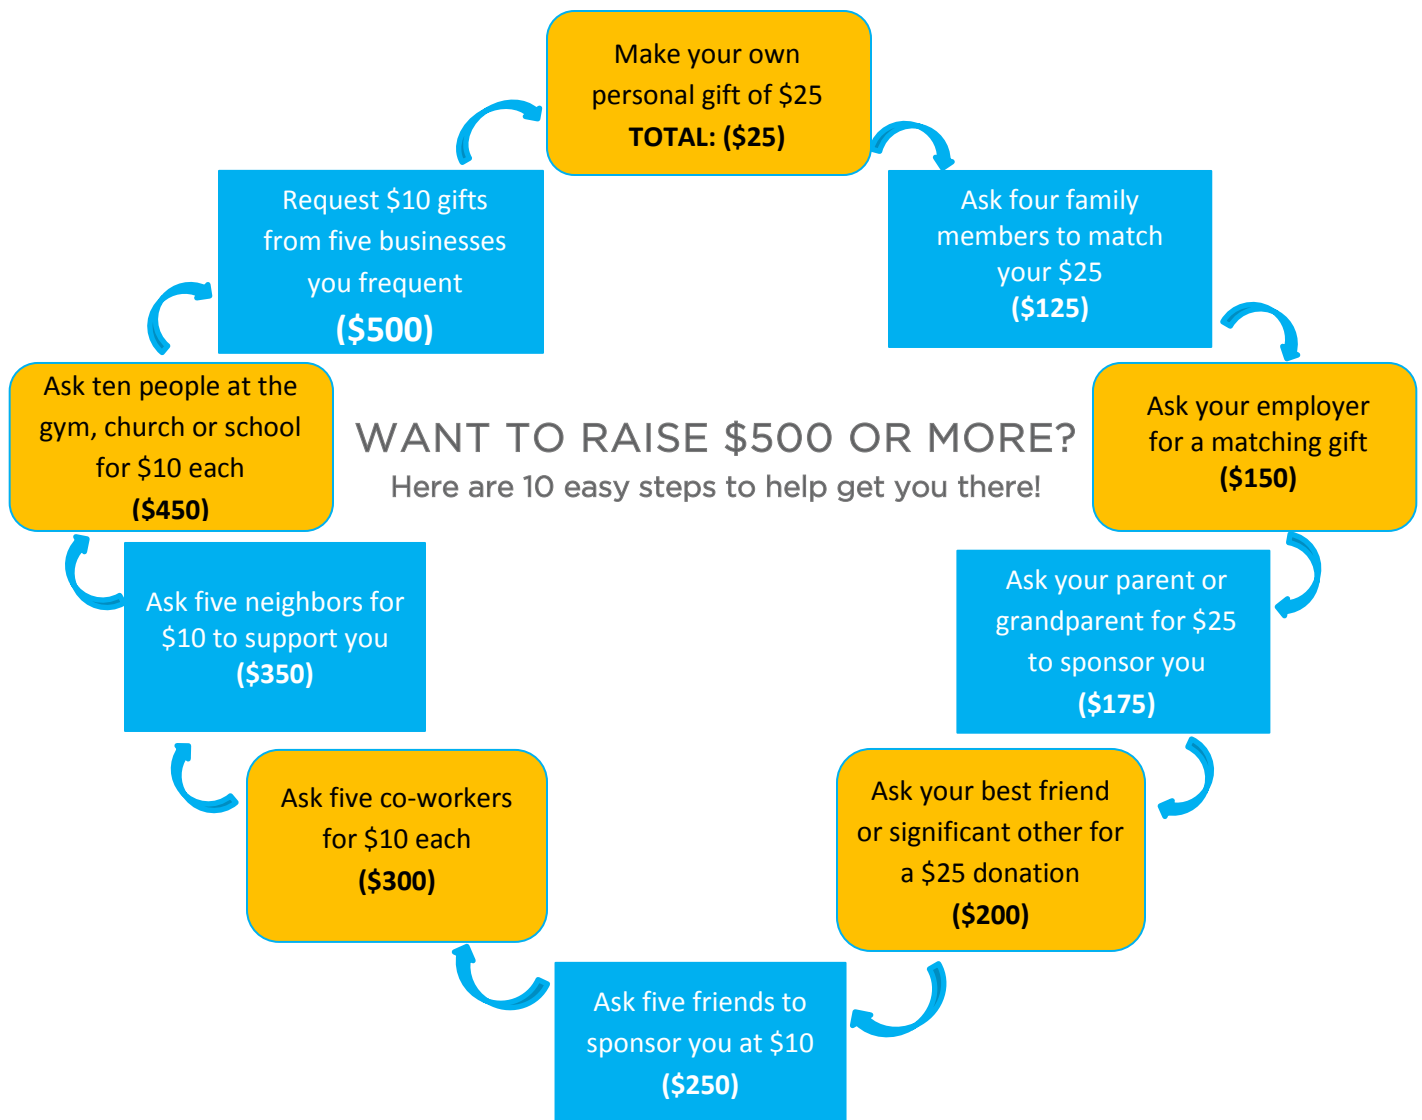 WANT TO RAISE $500 OR MORE?
Here are 10 easy steps to help get you there!
Make your own
personal gift of $25
TOTAL: ($25)
Ask four family
members to match
your $25
($125)
Ask your employer
for a matching gift
($150)
Ask your parent or
grandparent for $25
to sponsor you
($175)
Ask your best friend
or significant other for
a $25 donation
($200)
Ask five friends to
sponsor you at $10
($250)
Ask five co-workers
for $10 each
($300)
Ask five neighbors for
$10 to support you
($350)
Ask ten people at the
gym, church or school
for $10 each
($450)
Request $10 gifts
from five businesses
you frequent
($500)